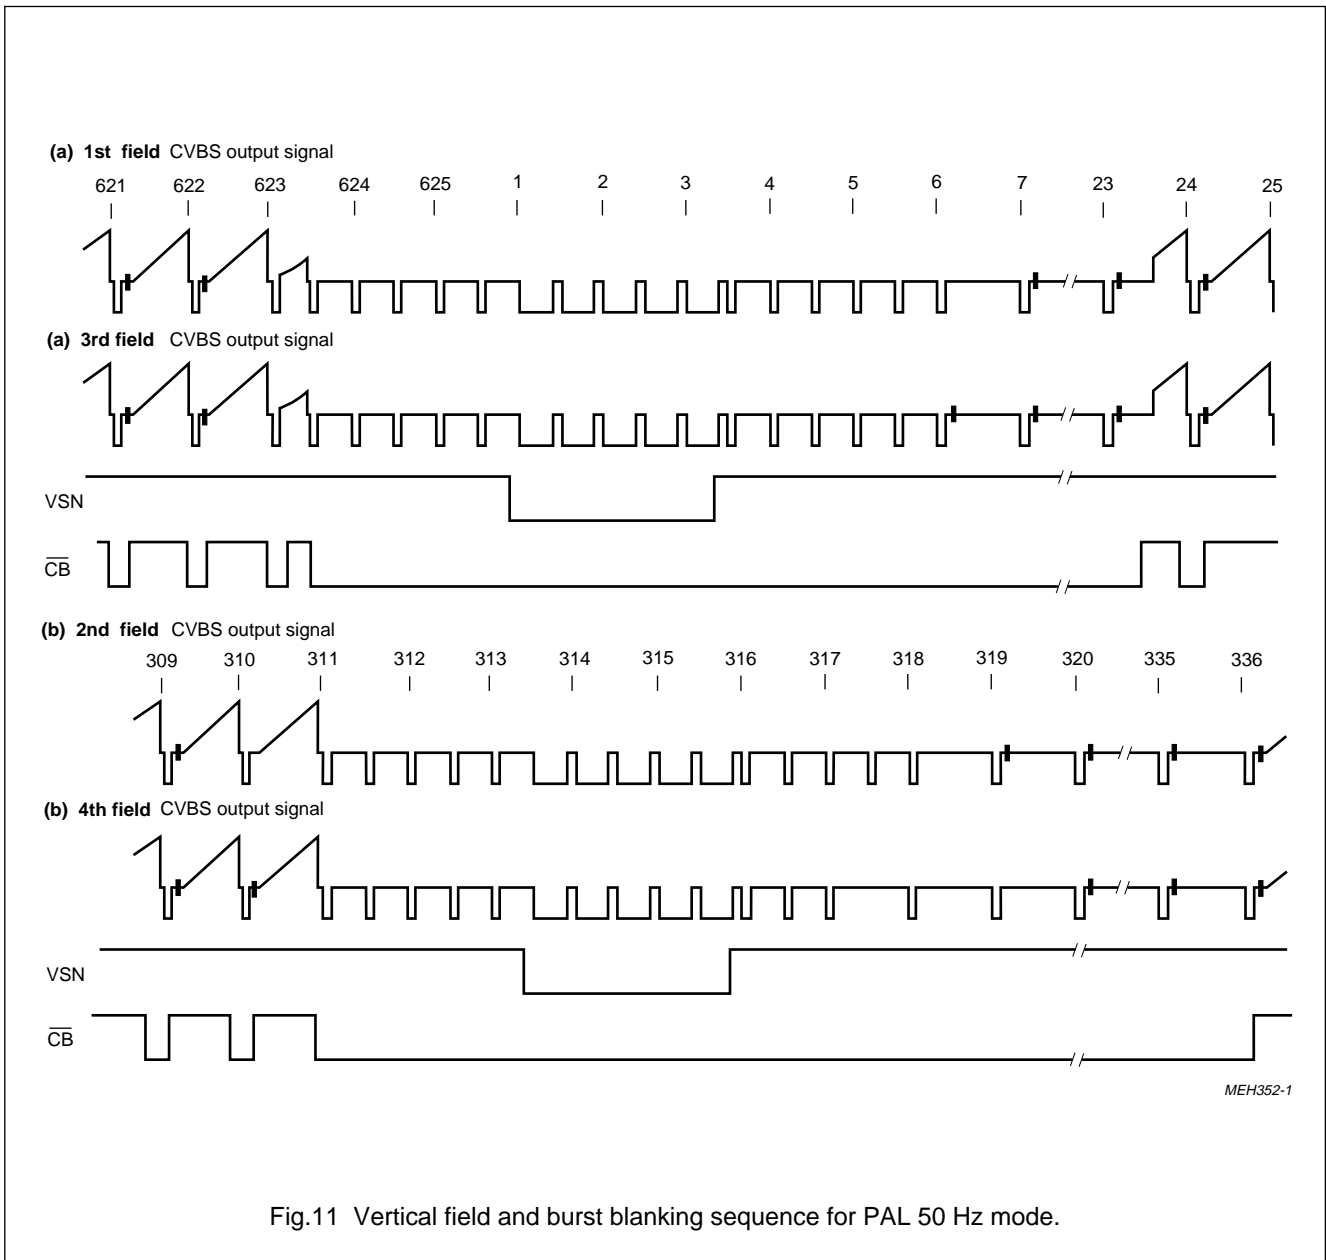 (a) 1st field CVBS output signal
621 622 623 624 625 1 2 3 4 5 6 7 23 24 25
(a) 3rd field CVBS output signal
VSN
C̅B̅
(b) 2nd field CVBS output signal
309 310 311 312 313 314 315 316 317 318 319 320 335 336
(b) 4th field CVBS output signal
VSN
C̅B̅
MEH352-1
Fig.11 Vertical field and burst blanking sequence for PAL 50 Hz mode.